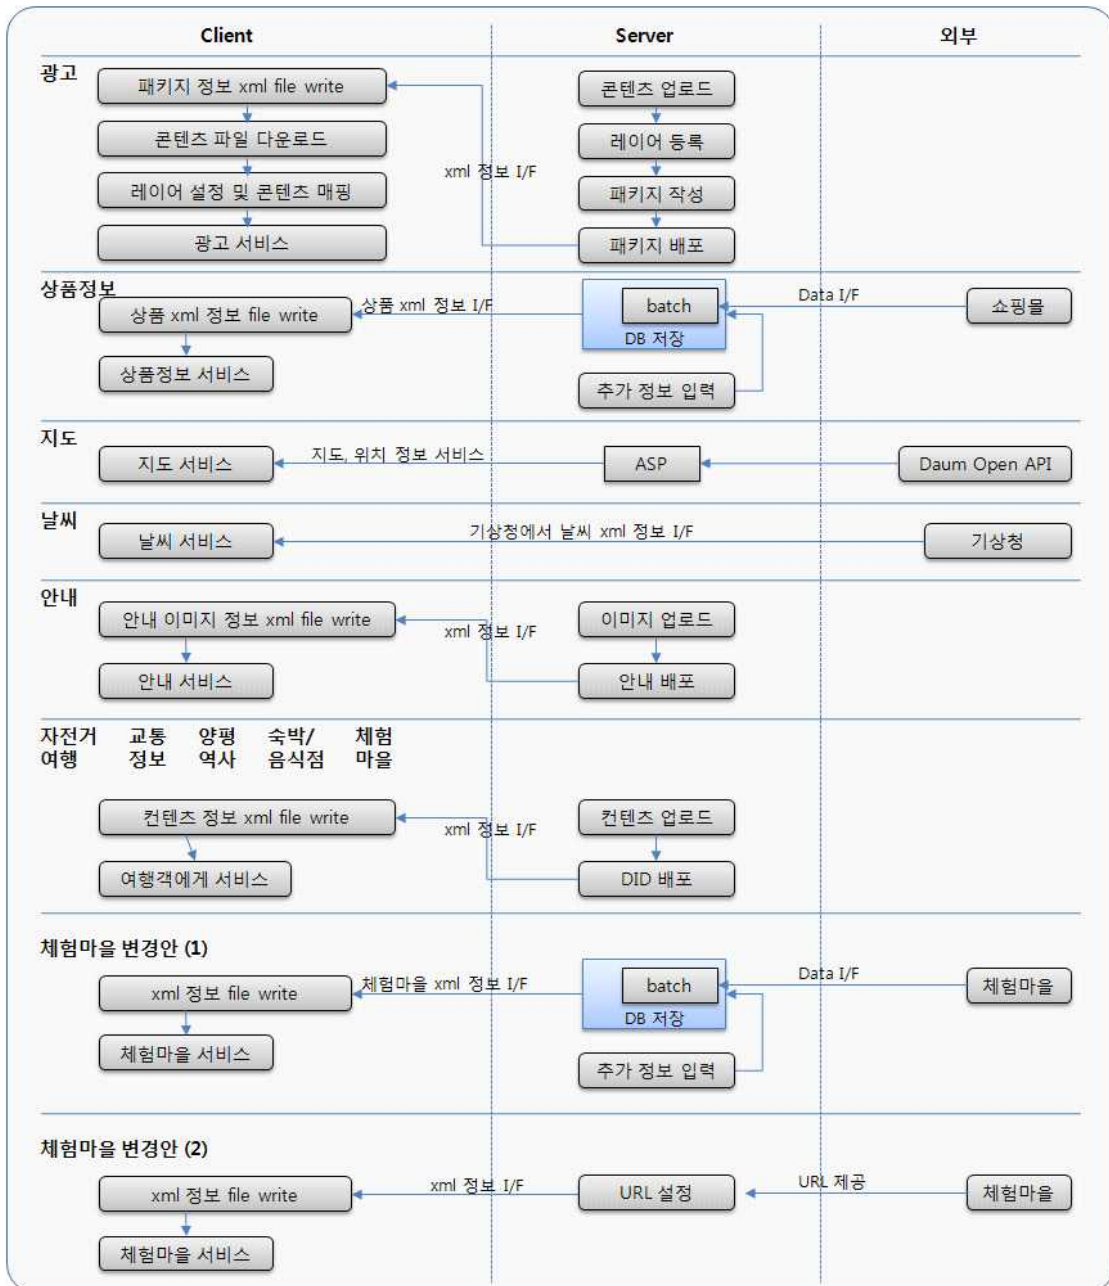 Client Server 외부
광고
패키지 정보 xml file write
콘텐츠 업로드
콘텐츠 파일 다운로드
레이어 등록
xml 정보 I/F
레이어 설정 및 콘텐츠 매핑
패키지 작성
광고 서비스
패키지 배포
상품정보
상품 xml 정보 file write
상품 xml 정보 I/F
batch
DB 저장
Data I/F
쇼핑몰
상품정보 서비스
추가 정보 입력
지도
지도 서비스
지도, 위치 정보 서비스
ASP
Daum Open API
날씨
날씨 서비스
기상청에서 날씨 xml 정보 I/F
기상청
안내
안내 이미지 정보 xml file write
xml 정보 I/F
이미지 업로드
안내 서비스
안내 배포
자전거 교통 양평 숙박/ 체험
여행 정보 역사 음식점 마을
컨텐츠 정보 xml file write
xml 정보 I/F
컨텐츠 업로드
여행객에게 서비스
DID 배포
체험마을 변경안 (1)
xml 정보 file write
체험마을 xml 정보 I/F
batch
DB 저장
Data I/F
체험마을
체험마을 서비스
추가 정보 입력
체험마을 변경안 (2)
xml 정보 file write
xml 정보 I/F
URL 설정
URL 제공
체험마을
체험마을 서비스